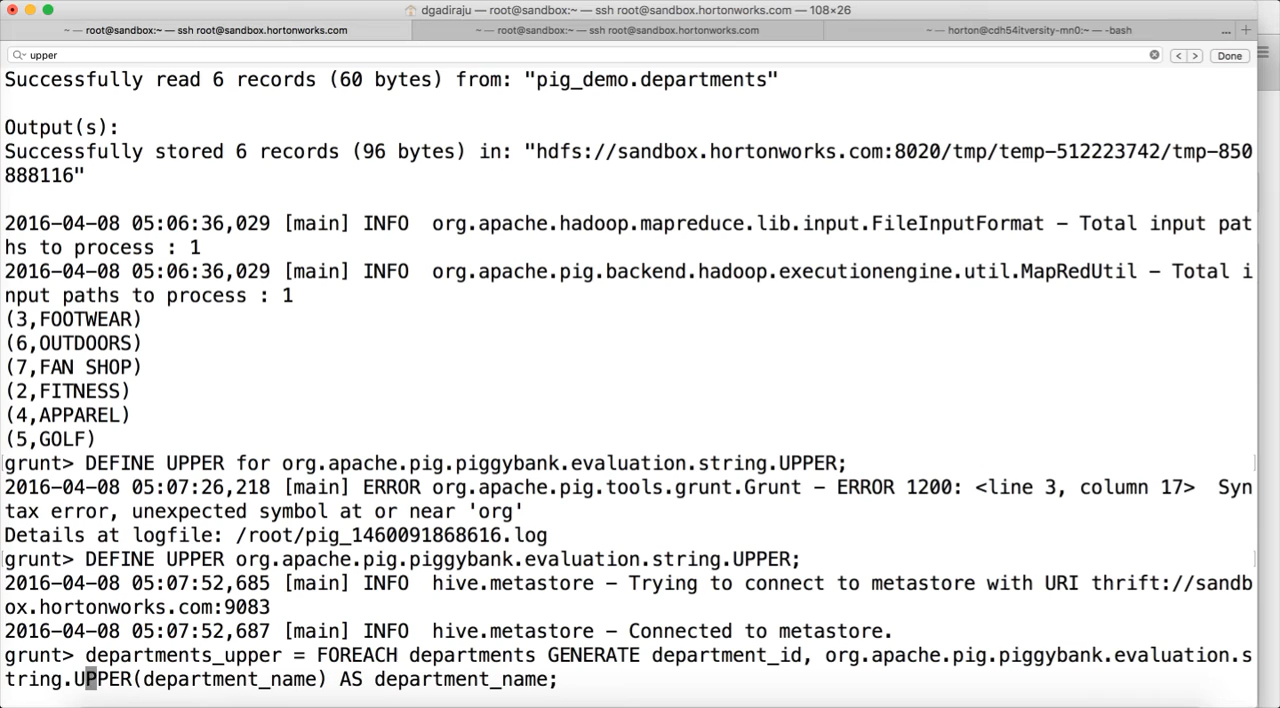 dgadiraju — root@sandbox:~ — ssh root@sandbox.hortonworks.com — 108×26
~ — root@sandbox:~ — ssh root@sandbox.hortonworks.com
~ — root@sandbox:~ — ssh root@sandbox.hortonworks.com
~ — horton@cdh54itversity-mn0:~ — -bash
... +
upper
< > Done
Successfully read 6 records (60 bytes) from: "pig_demo.departments"
Output(s):
Successfully stored 6 records (96 bytes) in: "hdfs://sandbox.hortonworks.com:8020/tmp/temp-512223742/tmp-850
888116"
2016-04-08 05:06:36,029 [main] INFO  org.apache.hadoop.mapreduce.lib.input.FileInputFormat - Total input pat
hs to process : 1
2016-04-08 05:06:36,029 [main] INFO  org.apache.pig.backend.hadoop.executionengine.util.MapRedUtil - Total i
nput paths to process : 1
(3,FOOTWEAR)
(6,OUTDOORS)
(7,FAN SHOP)
(2,FITNESS)
(4,APPAREL)
(5,GOLF)
grunt> DEFINE UPPER for org.apache.pig.piggybank.evaluation.string.UPPER;
2016-04-08 05:07:26,218 [main] ERROR org.apache.pig.tools.grunt.Grunt - ERROR 1200: <line 3, column 17>  Syn
tax error, unexpected symbol at or near 'org'
Details at logfile: /root/pig_1460091868616.log
grunt> DEFINE UPPER org.apache.pig.piggybank.evaluation.string.UPPER;
2016-04-08 05:07:52,685 [main] INFO  hive.metastore - Trying to connect to metastore with URI thrift://sandb
ox.hortonworks.com:9083
2016-04-08 05:07:52,687 [main] INFO  hive.metastore - Connected to metastore.
grunt> departments_upper = FOREACH departments GENERATE department_id, org.apache.pig.piggybank.evaluation.s
tring.UPPER(department_name) AS department_name;